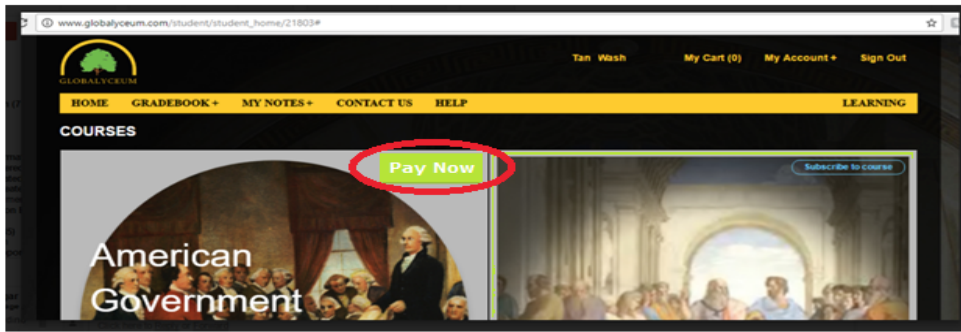 www.globalyceum.com/student/student_home/21803#
GLOBALYCEUM
Tan Wash My Cart (0) My Account + Sign Out
HOME GRADEBOOK + MY NOTES + CONTACT US HELP LEARNING
COURSES
Pay Now
Subscribe to course
American
Government